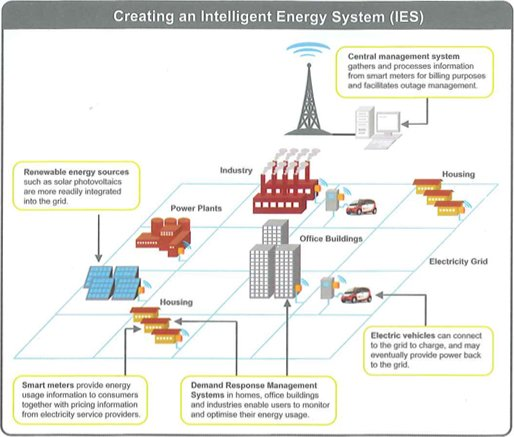 Creating an Intelligent Energy System (IES)
Central management system
gathers and processes information
from smart meters for billing purposes
and facilitates outage management.
Renewable energy sources
such as solar photovoltaics
are more readily integrated
into the grid.
Industry
Housing
Power Plants
Office Buildings
Electricity Grid
Housing
Electric vehicles can connect
to the grid to charge, and may
eventually provide power back
to the grid.
Smart meters provide energy
usage information to consumers
together with pricing information
from electricity service providers.
Demand Response Management
Systems in homes, office buildings
and industries enable users to monitor
and optimise their energy usage.